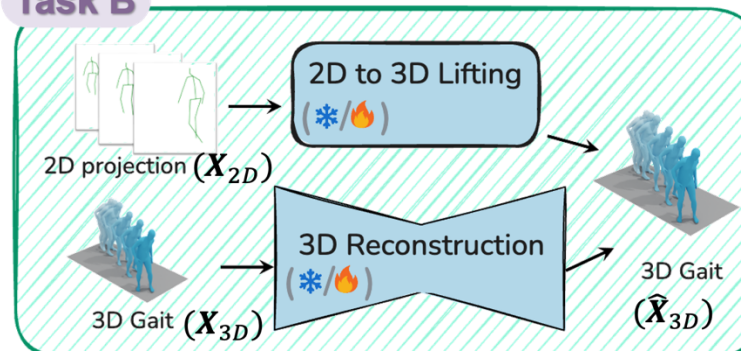 Task B
2D to 3D Lifting
(❄️/🔥)
2D projection (X₂D)
3D Reconstruction
(❄️/🔥)
3D Gait (X₃D)
3D Gait
(X̂₃D)